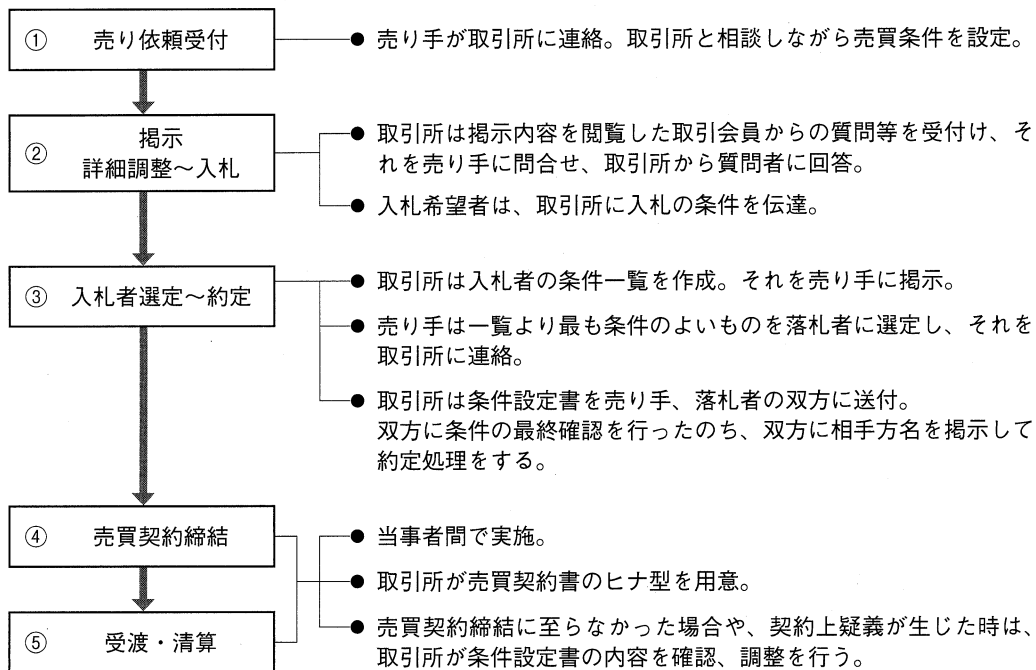 ① 売り依頼受付
● 売り手が取引所に連絡。取引所と相談しながら売買条件を設定。
② 掲示
詳細調整～入札
● 取引所は掲示内容を閲覧した取引会員からの質問等を受付け、そ
れを売り手に問合せ、取引所から質問者に回答。
● 入札希望者は、取引所に入札の条件を伝達。
③ 入札者選定～約定
● 取引所は入札者の条件一覧を作成。それを売り手に掲示。
● 売り手は一覧より最も条件のよいものを落札者に選定し、それを
取引所に連絡。
● 取引所は条件設定書を売り手、落札者の双方に送付。
双方に条件の最終確認を行ったのち、双方に相手方名を掲示して
約定処理をする。
④ 売買契約締結
● 当事者間で実施。
● 取引所が売買契約書のヒナ型を用意。
⑤ 受渡・清算
● 売買契約締結に至らなかった場合や、契約上疑義が生じた時は、
取引所が条件設定書の内容を確認、調整を行う。